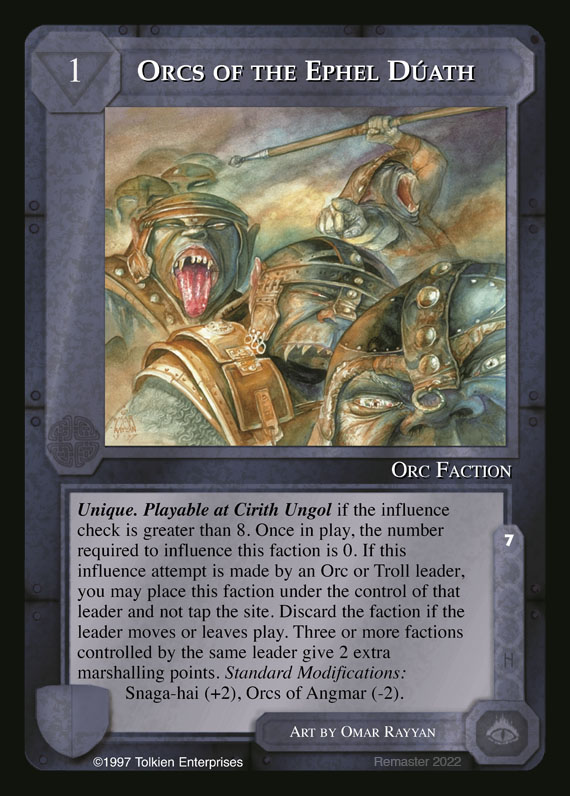 1
Orcs of the Ephel Dúath
Orc Faction
Unique. Playable at Cirith Ungol if the influence
check is greater than 8. Once in play, the number
required to influence this faction is 0. If this
influence attempt is made by an Orc or Troll leader,
you may place this faction under the control of that
leader and not tap the site. Discard the faction if the
leader moves or leaves play. Three or more factions
controlled by the same leader give 2 extra
marshalling points. Standard Modifications:
Snaga-hai (+2), Orcs of Angmar (-2).
7
H
Art by Omar Rayyan
©1997 Tolkien Enterprises
Remaster 2022